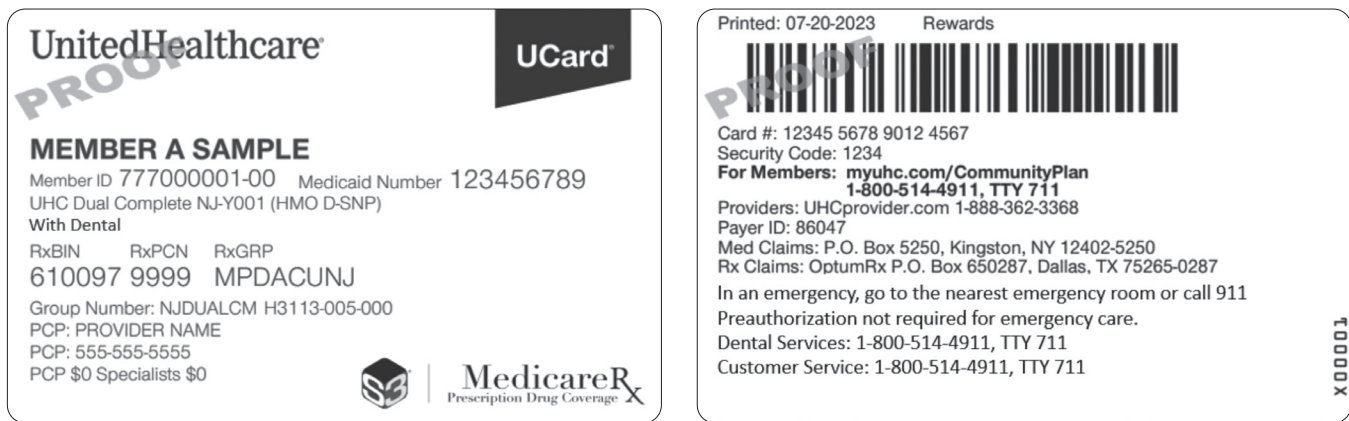 UnitedHealthcare®
UCard®
PROOF
MEMBER A SAMPLE
Member ID 777000001-00 Medicaid Number 123456789
UHC Dual Complete NJ-Y001 (HMO D-SNP)
With Dental
RxBIN RxPCN RxGRP
610097 9999 MPDACUNJ
Group Number: NJDUALCM H3113-005-000
PCP: PROVIDER NAME
PCP: 555-555-5555
PCP $0 Specialists $0
S3
MedicareRx
Prescription Drug Coverage
Printed: 07-20-2023 Rewards
PROOF
Card #: 12345 5678 9012 4567
Security Code: 1234
For Members: myuhc.com/CommunityPlan
1-800-514-4911, TTY 711
Providers: UHCprovider.com 1-888-362-3368
Payer ID: 86047
Med Claims: P.O. Box 5250, Kingston, NY 12402-5250
Rx Claims: OptumRx P.O. Box 650287, Dallas, TX 75265-0287
In an emergency, go to the nearest emergency room or call 911
Preauthorization not required for emergency care.
Dental Services: 1-800-514-4911, TTY 711
Customer Service: 1-800-514-4911, TTY 711
X00001